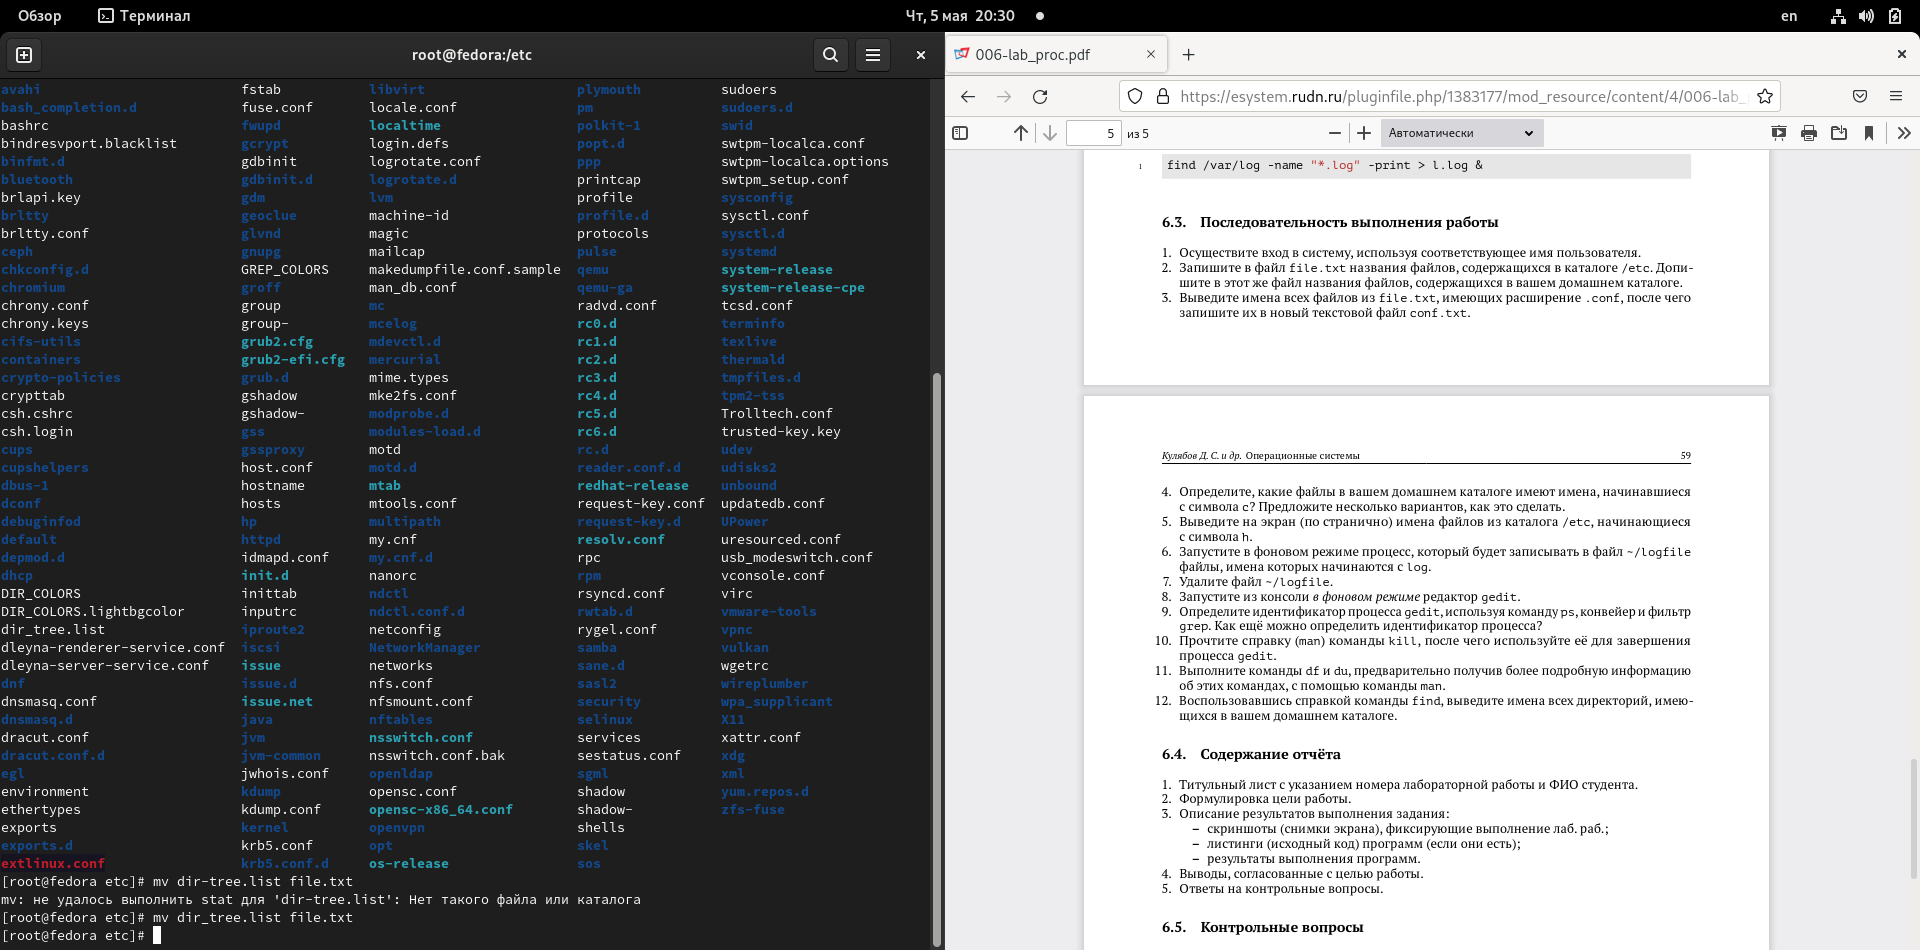 Обзор Терминал Чт, 5 мая 20:30 en
root@fedora:/etc
avahi fstab libvirt plymouth sudoers
bash_completion.d fuse.conf locale.conf pm sudoers.d
bashrc fwupd localtime polkit-1 swid
bindresvport.blacklist gcrypt login.defs popt.d swtpm-localca.conf
binfmt.d gdbinit logrotate.conf ppp swtpm-localca.options
bluetooth gdbinit.d logrotate.d printcap swtpm_setup.conf
brlapi.key gdm lvm profile sysconfig
brltty geoclue machine-id profile.d sysctl.conf
brltty.conf glvnd magic protocols sysctl.d
ceph gnupg mailcap pulse systemd
chkconfig.d GREP_COLORS makedumpfile.conf.sample qemu system-release
chromium groff man_db.conf qemu-ga system-release-cpe
chrony.conf group mc radvd.conf tcsd.conf
chrony.keys group- mcelog rc0.d terminfo
cifs-utils grub2.cfg mdevctl.d rc1.d texlive
containers grub2-efi.cfg mercurial rc2.d thermald
crypto-policies grub.d mime.types rc3.d tmpfiles.d
crypttab gshadow mke2fs.conf rc4.d tpm2-tss
csh.cshrc gshadow- modprobe.d rc5.d Trolltech.conf
csh.login gss modules-load.d rc6.d trusted-key.key
cups gssproxy motd rc.d udev
cupshelpers host.conf motd.d reader.conf.d udisks2
dbus-1 hostname mtab redhat-release unbound
dconf hosts mtools.conf request-key.conf updatedb.conf
debuginfod hp multipath request-key.d UPower
default httpd my.cnf resolv.conf uresourced.conf
depmod.d idmapd.conf my.cnf.d rpc usb_modeswitch.conf
dhcp init.d nanorc rpm vconsole.conf
DIR_COLORS inittab ndctl rsyncd.conf virc
DIR_COLORS.lightbgcolor inputrc ndctl.conf.d rwtab.d vmware-tools
dir_tree.list iproute2 netconfig rygel.conf vpnc
dleyna-renderer-service.conf iscsi NetworkManager samba vulkan
dleyna-server-service.conf issue networks sane.d wgetrc
dnf issue.d nfs.conf sasl2 wireplumber
dnsmasq.conf issue.net nfsmount.conf security wpa_supplicant
dnsmasq.d java nftables selinux X11
dracut.conf jvm nsswitch.conf services xattr.conf
dracut.conf.d jvm-common nsswitch.conf.bak sestatus.conf xdg
egl jwhois.conf openldap sgml xml
environment kdump opensc.conf shadow yum.repos.d
ethertypes kdump.conf opensc-x86_64.conf shadow- zfs-fuse
exports kernel openvpn shells
exports.d krb5.conf opt skel
extlinux.conf krb5.conf.d os-release sos
[root@fedora etc]# mv dir-tree.list file.txt
mv: не удалось выполнить stat для 'dir-tree.list': Нет такого файла или каталога
[root@fedora etc]# mv dir_tree.list file.txt
[root@fedora etc]#
006-lab_proc.pdf
https://esystem.rudn.ru/pluginfile.php/1383177/mod_resource/content/4/006-lab_
5 из 5 Автоматически
1 find /var/log -name "*.log" -print > l.log &
6.3. Последовательность выполнения работы
1. Осуществите вход в систему, используя соответствующее имя пользователя.
2. Запишите в файл file.txt названия файлов, содержащихся в каталоге /etc. Допи-
шите в этот же файл названия файлов, содержащихся в вашем домашнем каталоге.
3. Выведите имена всех файлов из file.txt, имеющих расширение .conf, после чего
запишите их в новый текстовой файл conf.txt.
Кулябов Д. С. и др. Операционные системы 59
4. Определите, какие файлы в вашем домашнем каталоге имеют имена, начинавшиеся
с символа c? Предложите несколько вариантов, как это сделать.
5. Выведите на экран (по странично) имена файлов из каталога /etc, начинающиеся
с символа h.
6. Запустите в фоновом режиме процесс, который будет записывать в файл ~/logfile
файлы, имена которых начинаются с log.
7. Удалите файл ~/logfile.
8. Запустите из консоли в фоновом режиме редактор gedit.
9. Определите идентификатор процесса gedit, используя команду ps, конвейер и фильтр
grep. Как ещё можно определить идентификатор процесса?
10. Прочтите справку (man) команды kill, после чего используйте её для завершения
процесса gedit.
11. Выполните команды df и du, предварительно получив более подробную информацию
об этих командах, с помощью команды man.
12. Воспользовавшись справкой команды find, выведите имена всех директорий, имею-
щихся в вашем домашнем каталоге.
6.4. Содержание отчёта
1. Титульный лист с указанием номера лабораторной работы и ФИО студента.
2. Формулировка цели работы.
3. Описание результатов выполнения задания:
– скриншоты (снимки экрана), фиксирующие выполнение лаб. раб.;
– листинги (исходный код) программ (если они есть);
– результаты выполнения программ.
4. Выводы, согласованные с целью работы.
5. Ответы на контрольные вопросы.
6.5. Контрольные вопросы